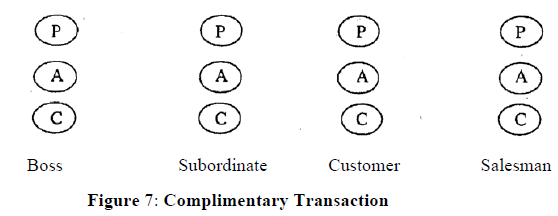 P P P P
A A A A
C C C C
Boss Subordinate Customer Salesman
Figure 7: Complimentary Transaction